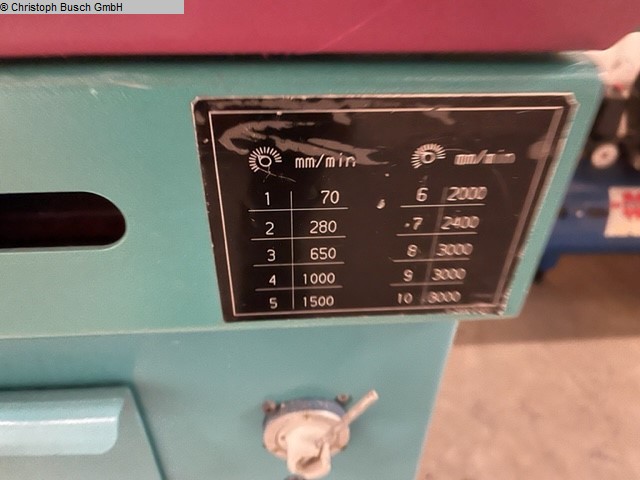 © Christoph Busch GmbH
mm/min mm/min
1 70 6 2000
2 280 7 2400
3 650 8 3000
4 1000 9 3000
5 1500 10 3000